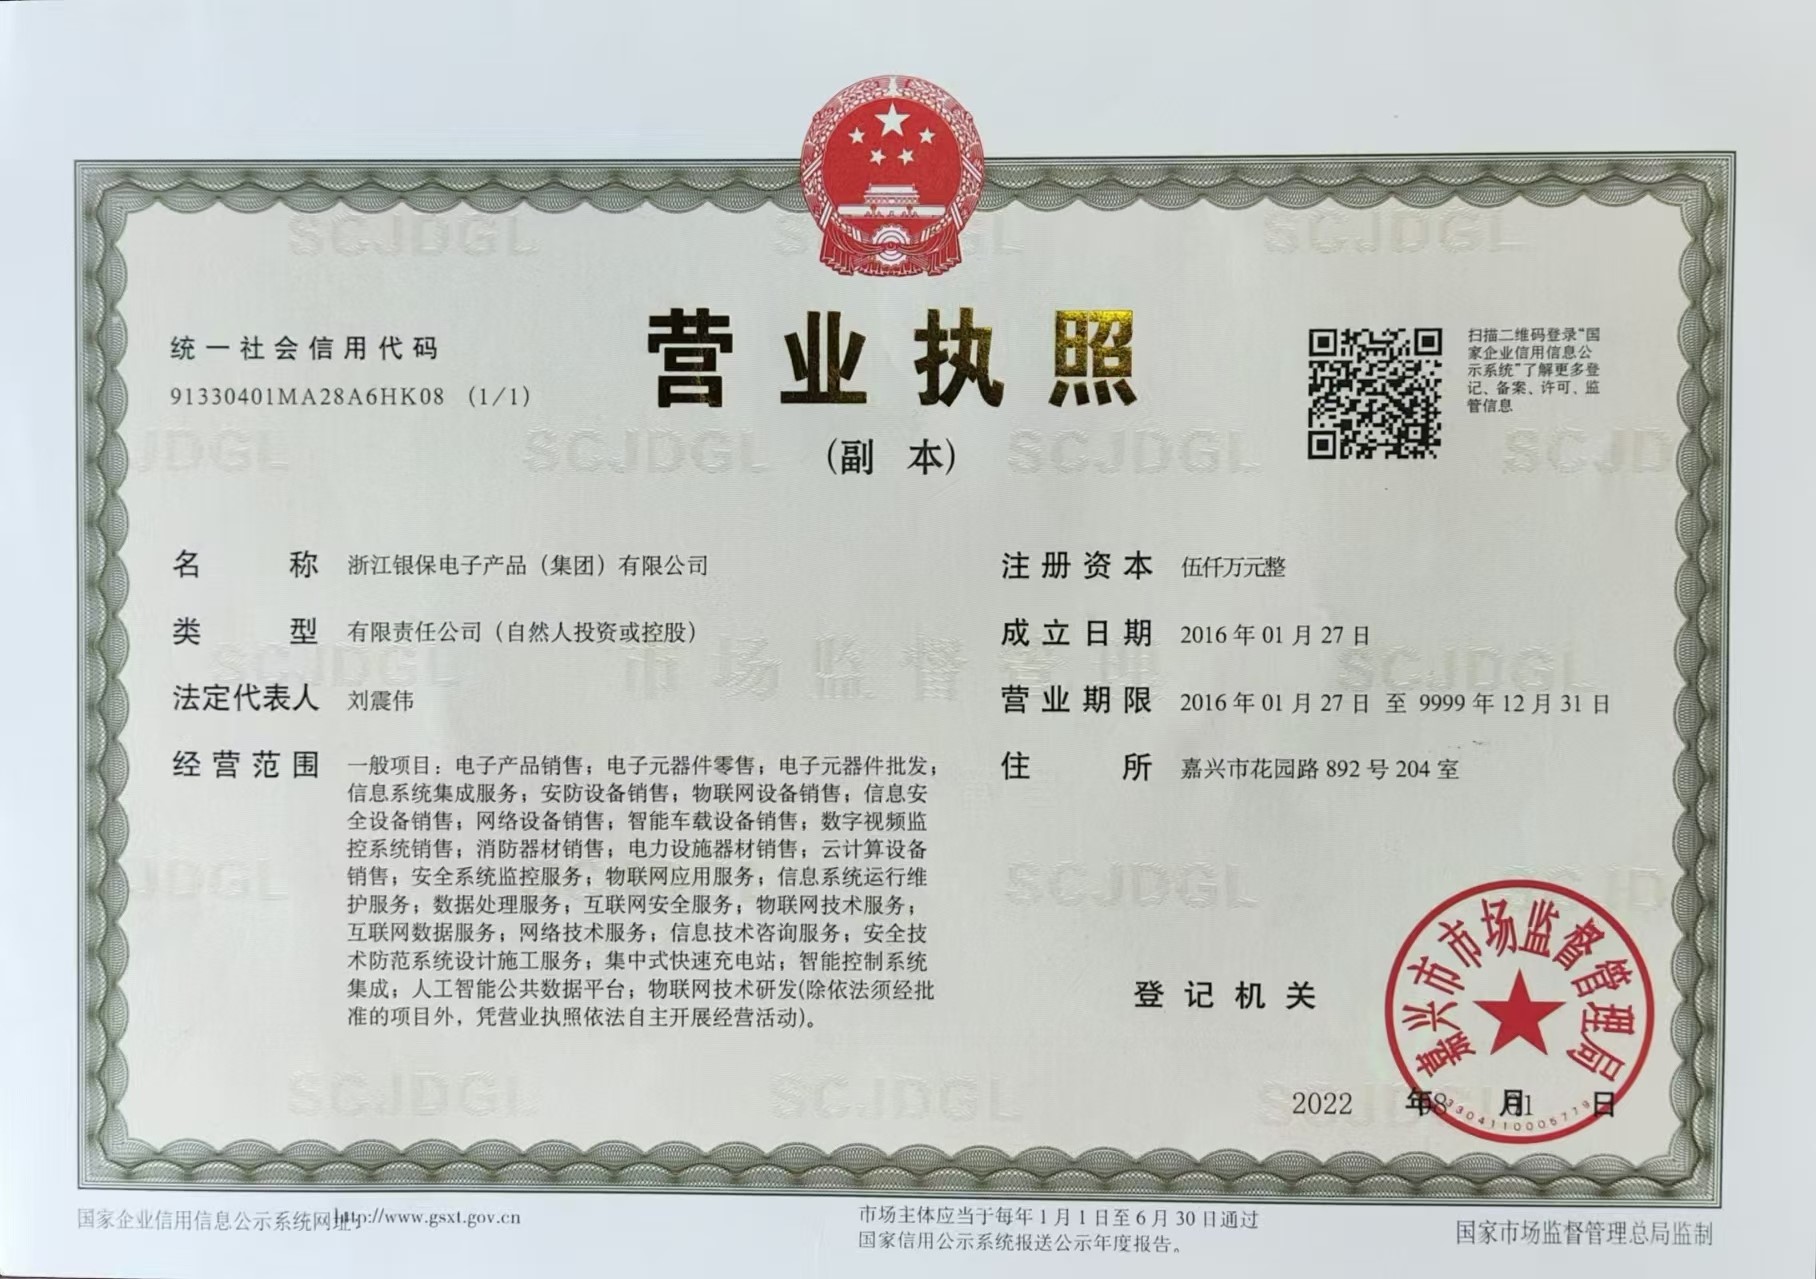 营业执照
(副 本)
统一社会信用代码
91330401MA28A6HK08 (1/1)
扫描二维码登录“国
家企业信用信息公
示系统”了解更多登
记、备案、许可、监
管信息
名 称 浙江银保电子产品（集团）有限公司
类 型 有限责任公司（自然人投资或控股）
法定代表人 刘震伟
经营范围 一般项目：电子产品销售；电子元器件零售；电子元器件批发；
信息系统集成服务；安防设备销售；物联网设备销售；信息安
全设备销售；网络设备销售；智能车载设备销售；数字视频监
控系统销售；消防器材销售；电力设施器材销售；云计算设备
销售；安全系统监控服务；物联网应用服务；信息系统运行维
护服务；数据处理服务；互联网安全服务；物联网技术服务；
互联网数据服务；网络技术服务；信息技术咨询服务；安全技
术防范系统设计施工服务；集中式快速充电站；智能控制系统
集成；人工智能公共数据平台；物联网技术研发(除依法须经批
准的项目外，凭营业执照依法自主开展经营活动)。
注册资本 伍仟万元整
成立日期 2016年01月27日
营业期限 2016年01月27日 至 9999年12月31日
住 所 嘉兴市花园路892号204室
登记机关
嘉兴市市场监督管理局
3304110005779
2022 年08 月01 日
国家企业信用信息公示系统网址：http://www.gsxt.gov.cn
市场主体应当于每年1月1日至6月30日通过
国家信用公示系统报送公示年度报告。
国家市场监督管理总局监制
SCJDGL
市场监督管理